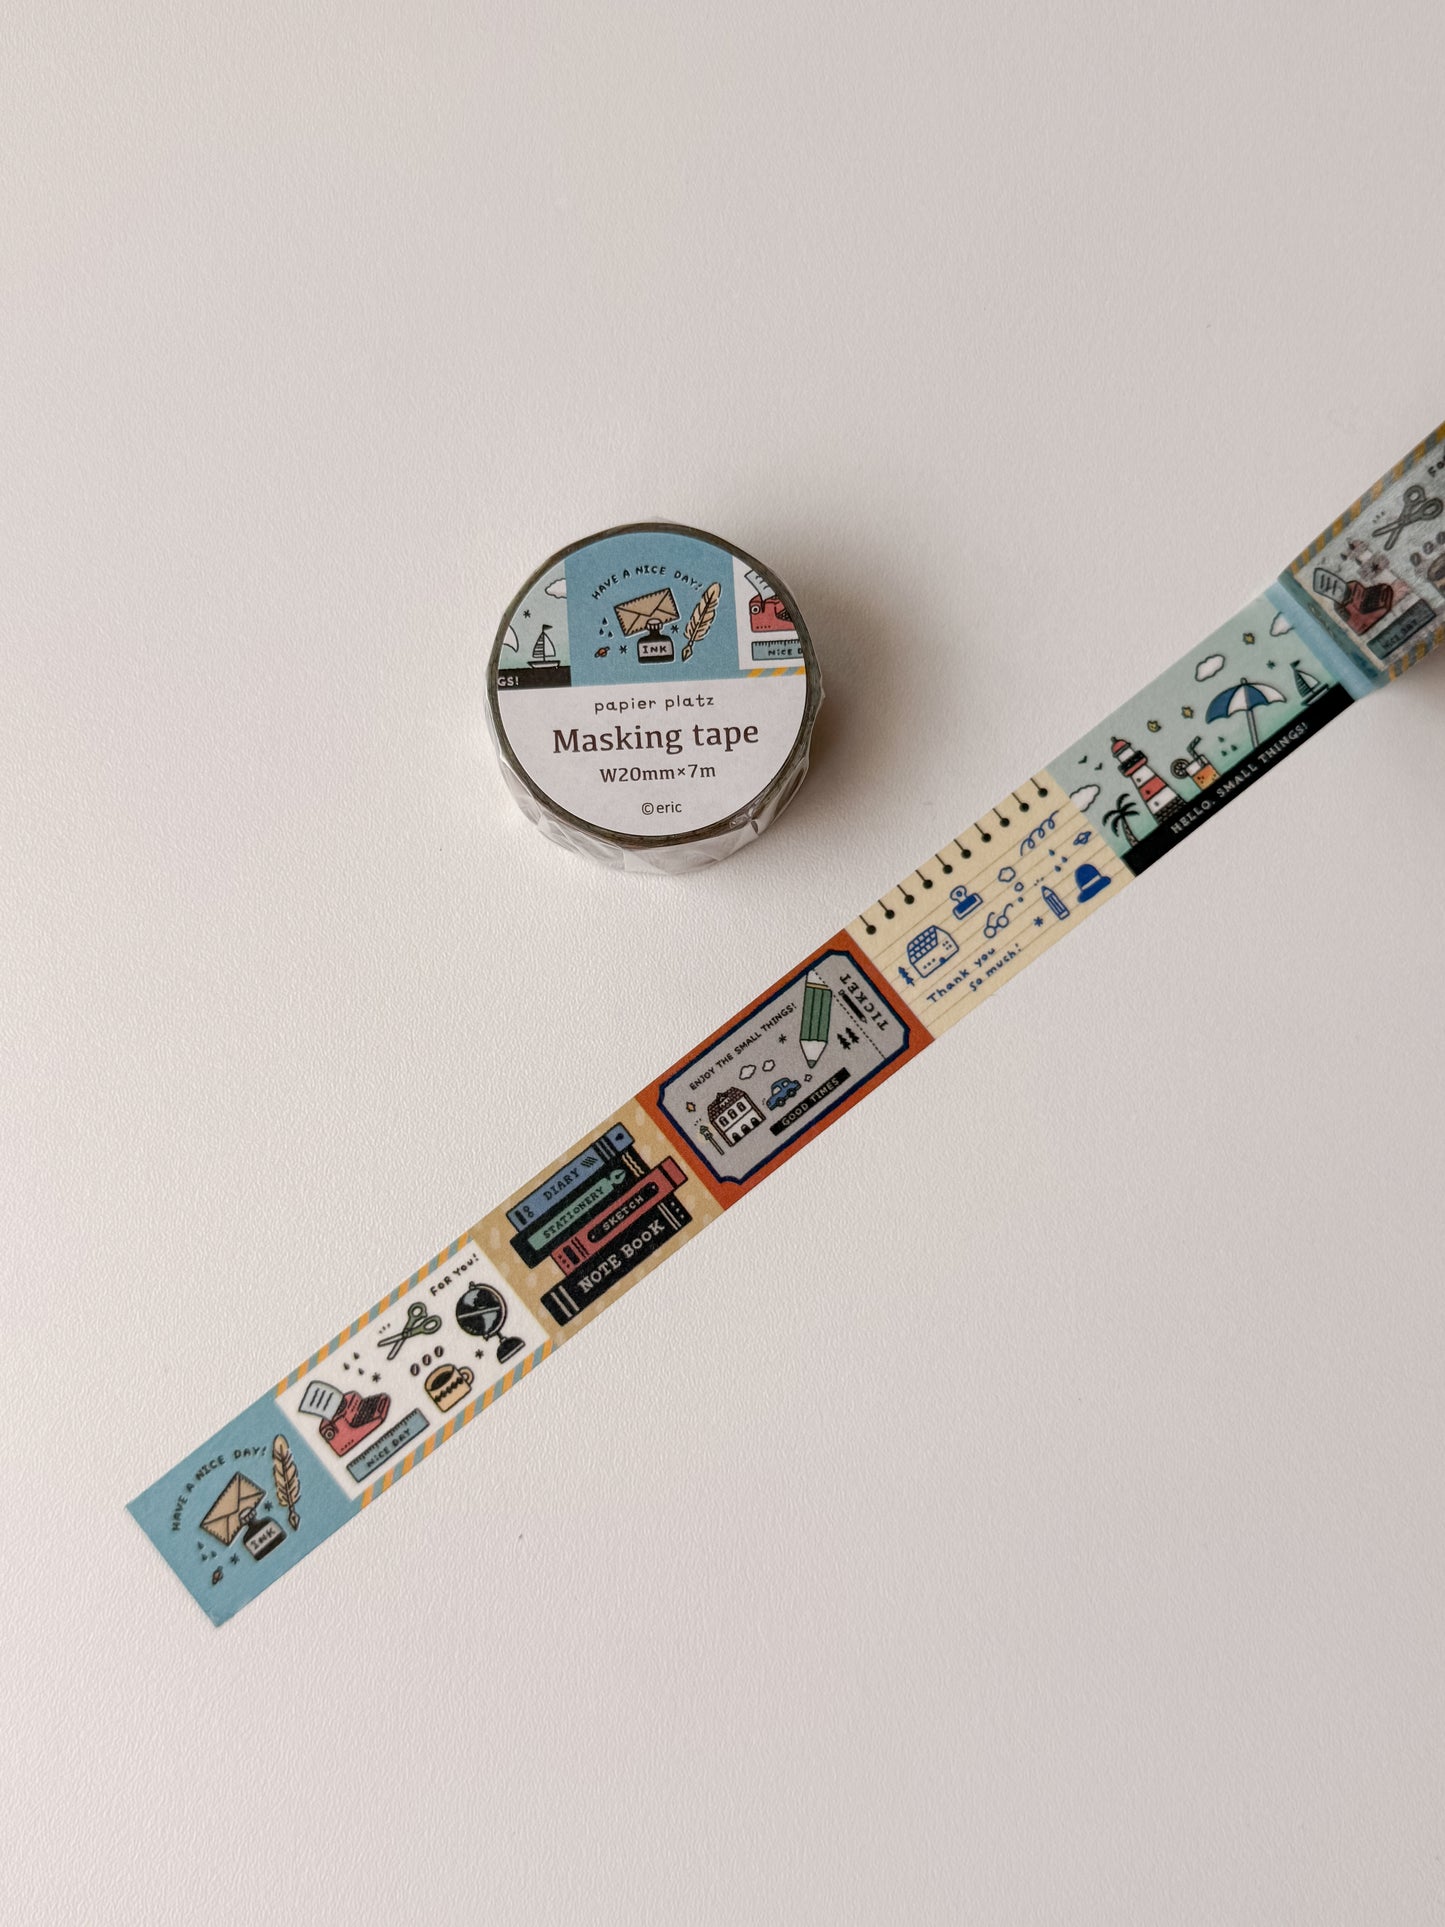 HAVE A NICE DAY!
INK
GS!
NICE D
papier platz
Masking tape
W20mm×7m
©eric
HAVE A NICE DAY!
INK
FOR YOU!
NICE DAY
DIARY
STATIONERY
SKETCH
NOTE BOOK
ENJOY THE SMALL THINGS!
TICKET
GOOD TIMES
Thank you
so much!
HELLO, SMALL THINGS!
NICE DAY